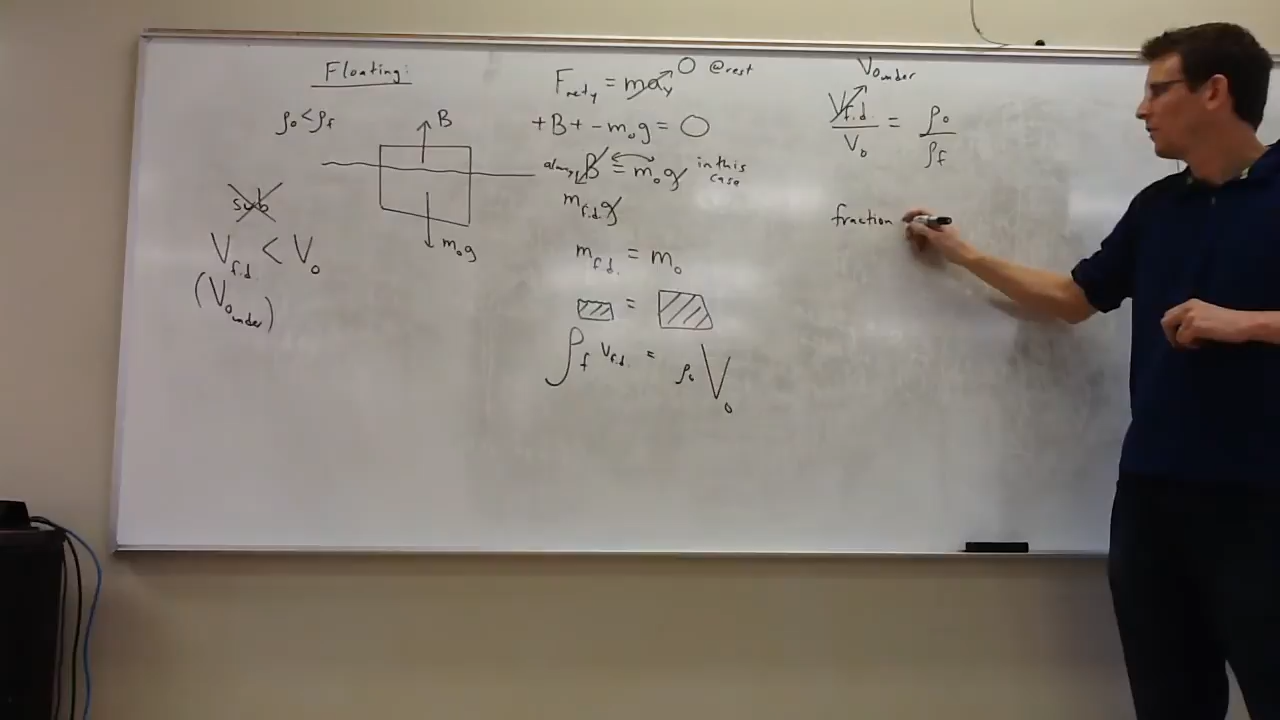 Floating:
ρo < ρf
B
mog
sub
Vf.d. < Vo
(Vo under)
Fnet y = may 0 @rest
+B + -mog = 0
always B = mog in this case
mf.d.g
mf.d. = mo
=
ρf Vf.d. = ρo Vo
Vo under
Vf.d. / Vo = ρo / ρf
fraction